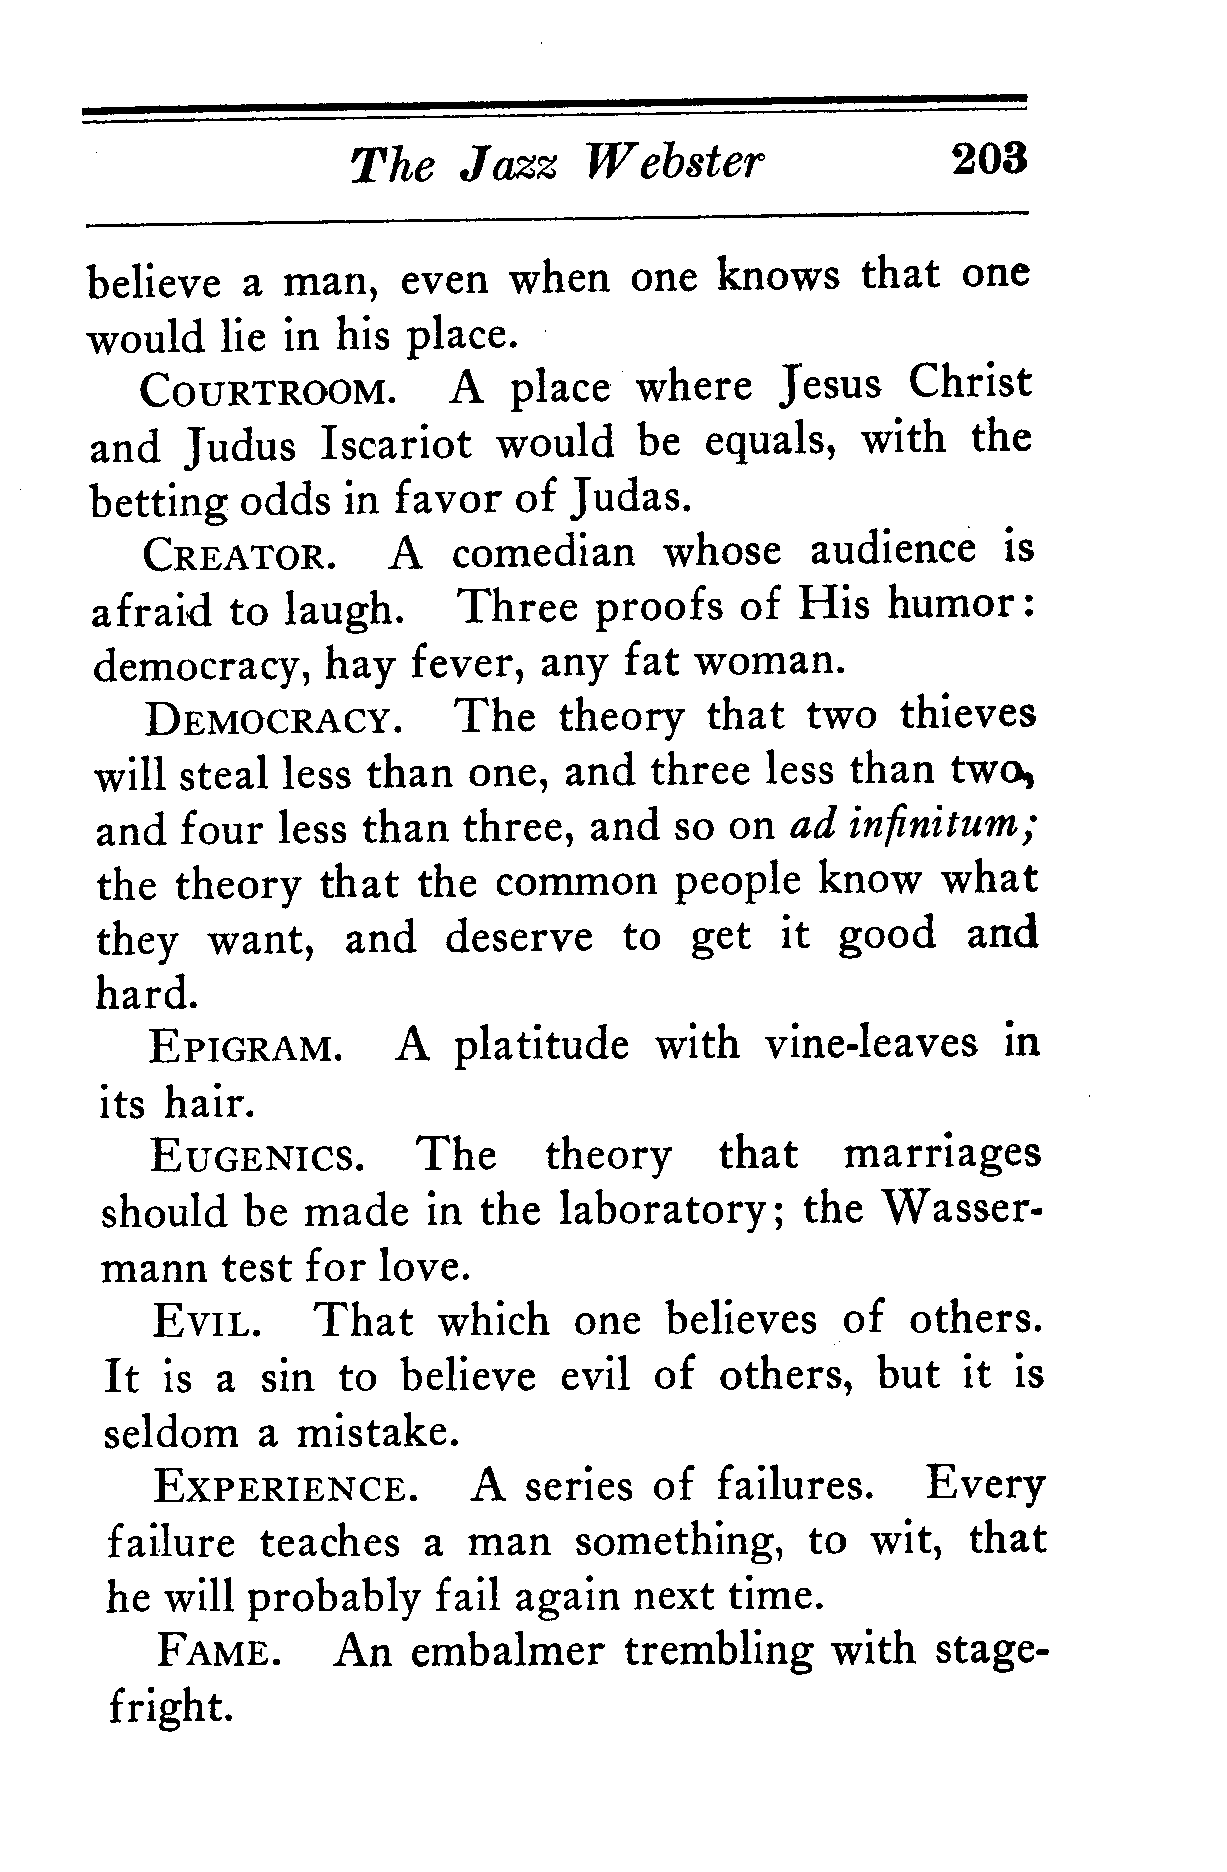 The Jazz Webster 203
believe a man, even when one knows that one
would lie in his place.
COURTROOM. A place where Jesus Christ
and Judus Iscariot would be equals, with the
betting odds in favor of Judas.
CREATOR. A comedian whose audience is
afraid to laugh. Three proofs of His humor:
democracy, hay fever, any fat woman.
DEMOCRACY. The theory that two thieves
will steal less than one, and three less than two,
and four less than three, and so on ad infinitum;
the theory that the common people know what
they want, and deserve to get it good and
hard.
EPIGRAM. A platitude with vine-leaves in
its hair.
EUGENICS. The theory that marriages
should be made in the laboratory; the Wasser-
mann test for love.
EVIL. That which one believes of others.
It is a sin to believe evil of others, but it is
seldom a mistake.
EXPERIENCE. A series of failures. Every
failure teaches a man something, to wit, that
he will probably fail again next time.
FAME. An embalmer trembling with stage-
fright.